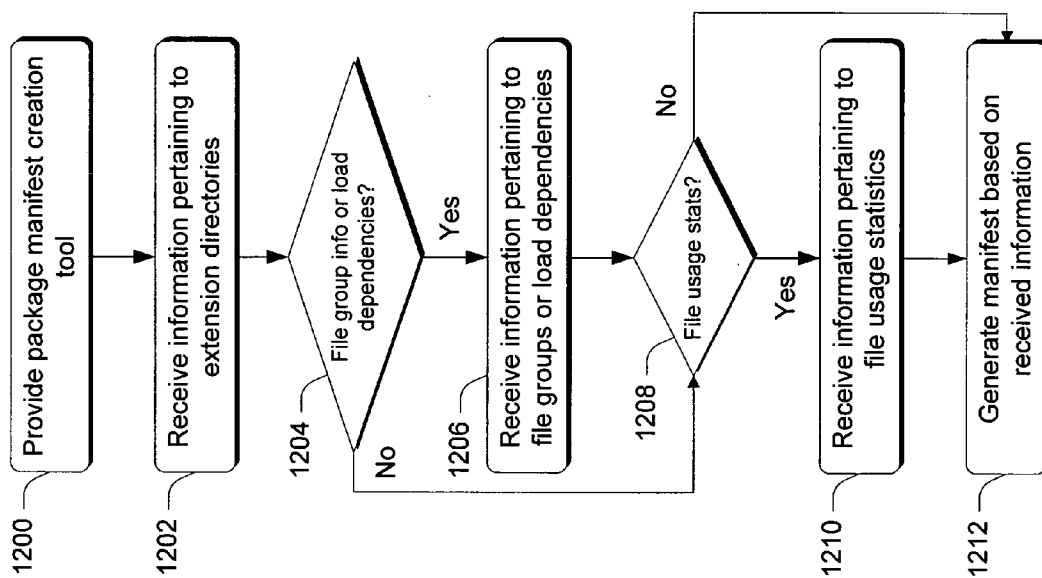 1200
Provide package manifest creation
tool
1202
Receive information pertaining to
extension directories
1204
File group info or load
dependencies?
No
Yes
1206
Receive information pertaining to
file groups or load dependencies
1208
File usage stats?
No
Yes
1210
Receive information pertaining to
file usage statistics
1212
Generate manifest based on
received information